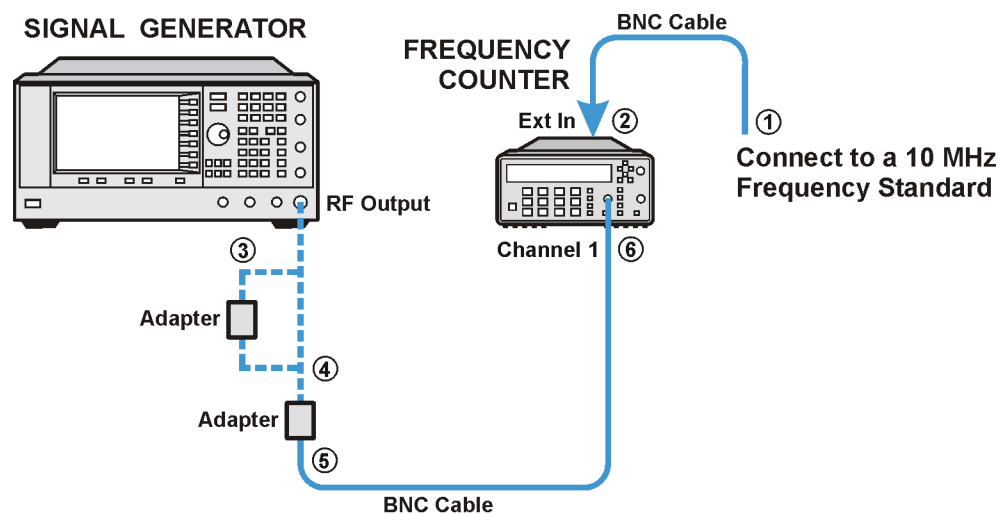 SIGNAL GENERATOR
BNC Cable
FREQUENCY
COUNTER
Ext In
②
①
Connect to a 10 MHz
Frequency Standard
RF Output
Channel 1
⑥
③
Adapter
④
Adapter
⑤
BNC Cable